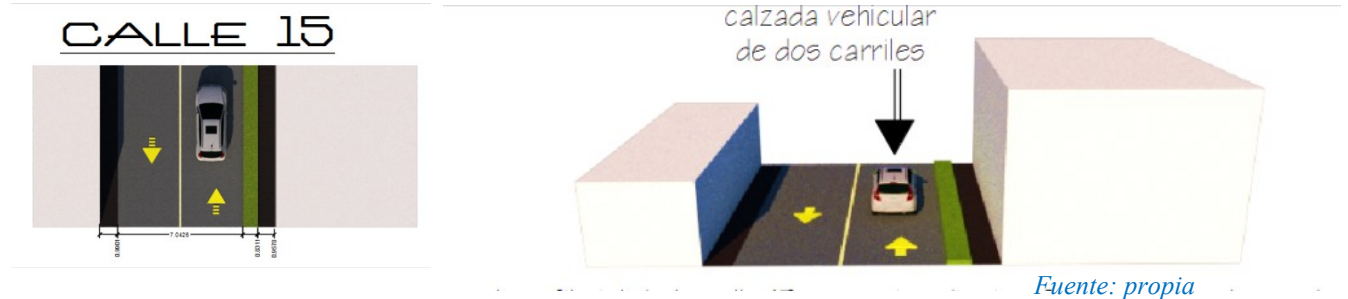 CALLE 15
calzada vehicular
de dos carriles
7.0426
Fuente: propia